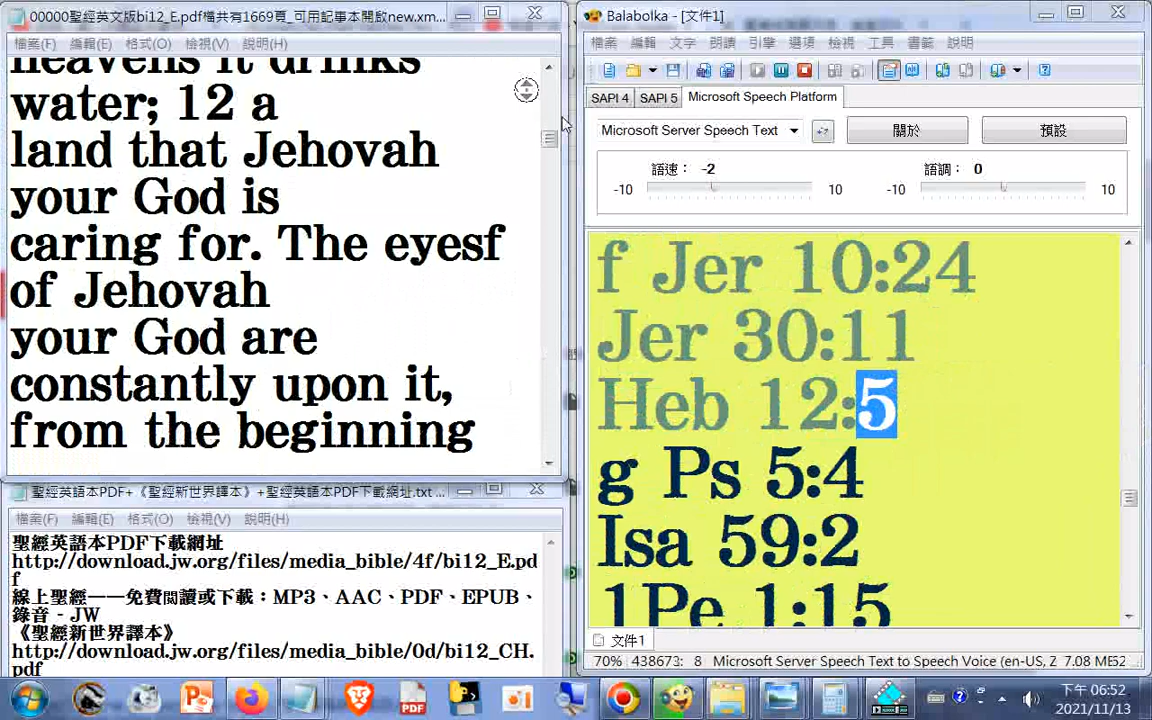 00000聖經英文版bi12_E.pdf檔共有1669頁_可用記事本開啟new.xm...
檔案(F) 編輯(E) 格式(O) 檢視(V) 說明(H)
heavens it drinks
water; 12 a
land that Jehovah
your God is
caring for. The eyesf
of Jehovah
your God are
constantly upon it,
from the beginning
聖經英語本PDF+《聖經新世界譯本》+聖經英語本PDF下載網址.txt ...
檔案(F) 編輯(E) 格式(O) 檢視(V) 說明(H)
聖經英語本PDF下載網址
http://download.jw.org/files/media_bible/4f/bi12_E.pd
f
線上聖經——免費閱讀或下載：MP3、AAC、PDF、EPUB、
錄音 - JW
《聖經新世界譯本》
http://download.jw.org/files/media_bible/0d/bi12_CH.
pdf
Balabolka - [文件1]
檔案 編輯 文字 朗讀 引擎 選項 檢視 工具 書籤 說明
SAPI 4 SAPI 5 Microsoft Speech Platform
Microsoft Server Speech Text 關於 預設
語速： -2 語調： 0
-10 10 -10 10
f Jer 10:24
Jer 30:11
Heb 12:5
g Ps 5:4
Isa 59:2
1Pe 1:15
文件1
70% 438673: 8 Microsoft Server Speech Text to Speech Voice (en-US, Z 7.08 ME52
PDF
下午 06:52
2021/11/13